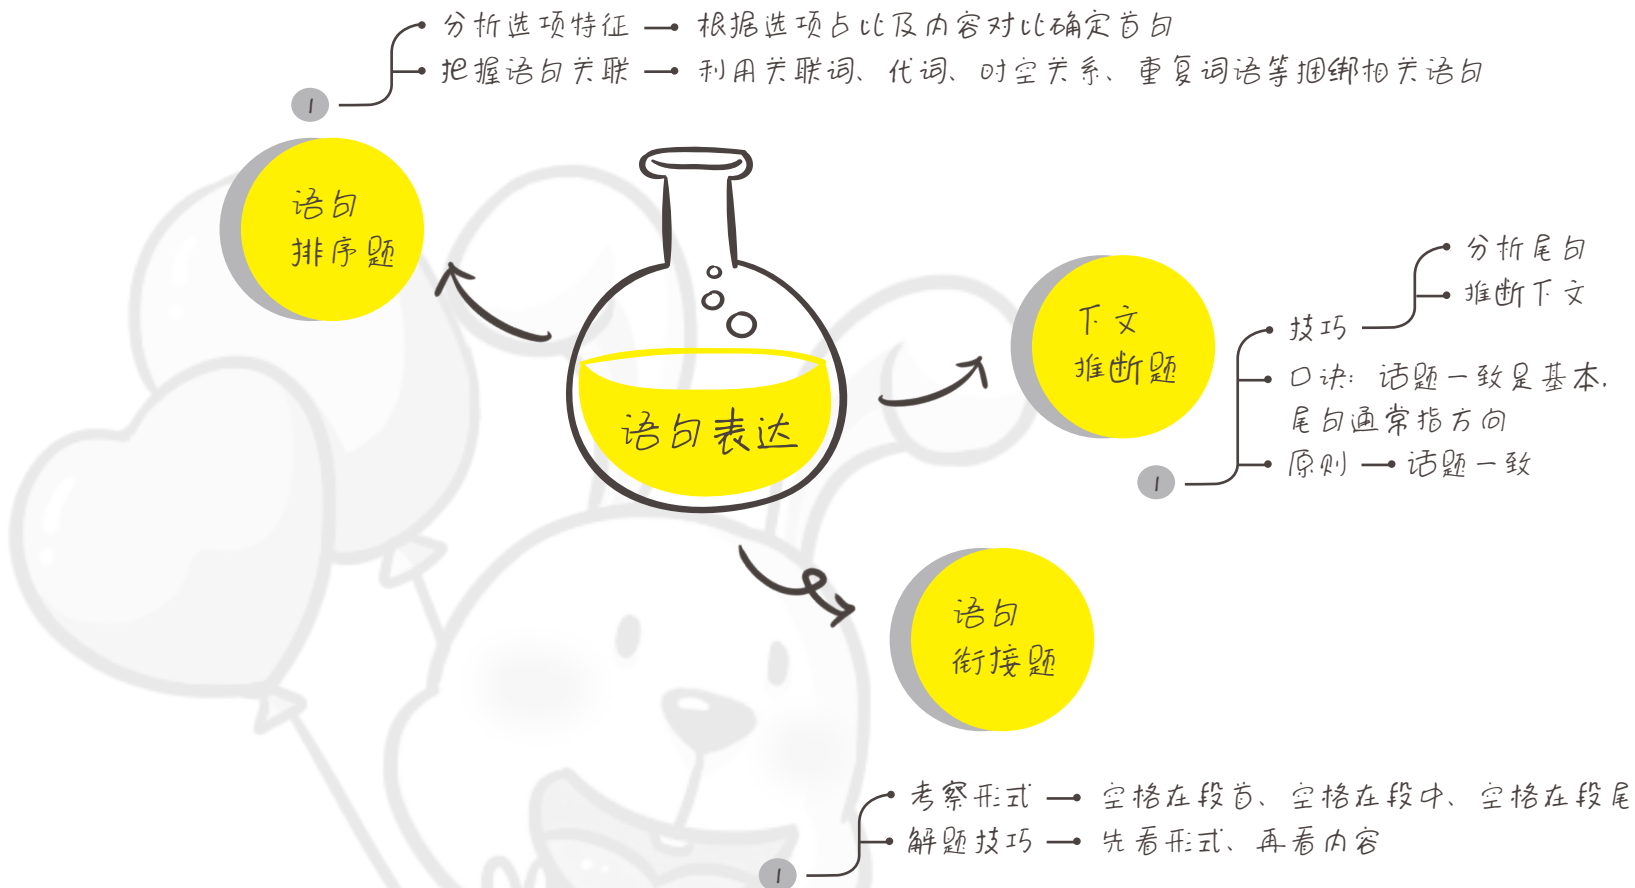 分析选项特征 根据选项占比及内容对比确定首句
把握语句关联 利用关联词、代词、时空关系、重复词语等捆绑相关语句
1
语句
排序题
语句表达
下文
推断题
分析尾句
推断下文
技巧
口诀：话题一致是基本，
尾句通常指方向
原则 话题一致
1
语句
衔接题
考察形式 空格在段首、空格在段中、空格在段尾
解题技巧 先看形式、再看内容
1